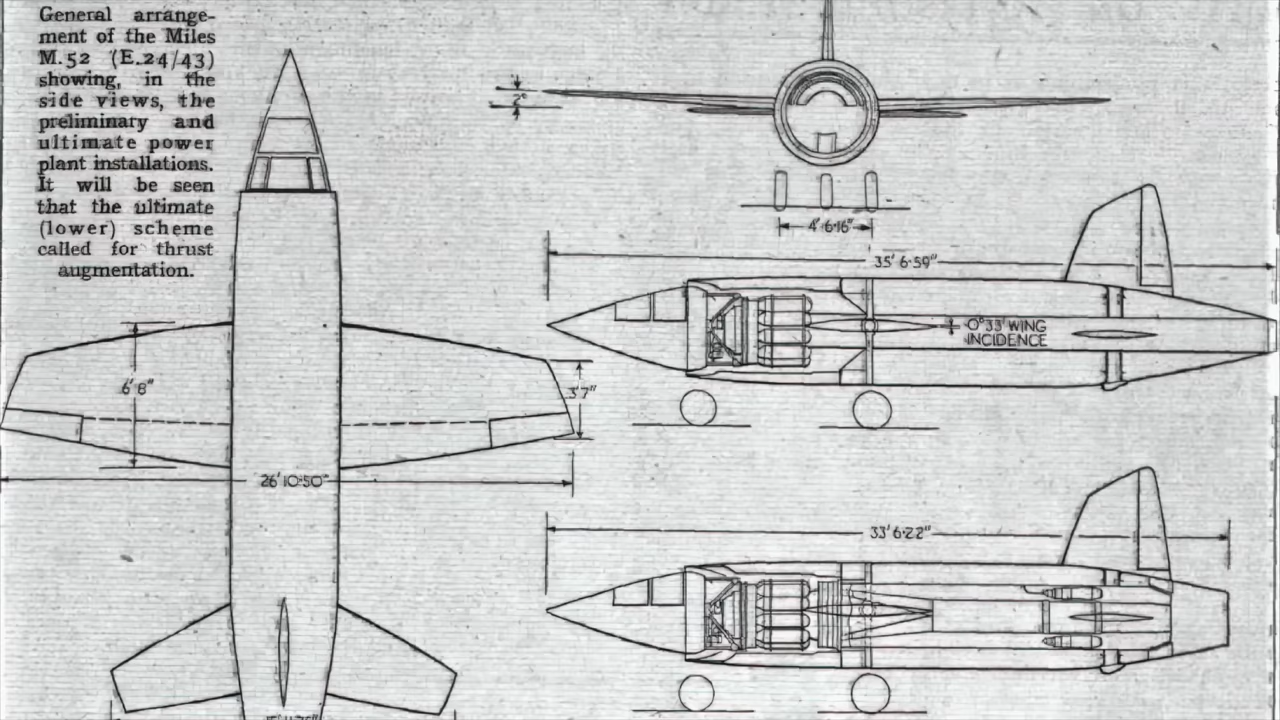 General arrange-
ment of the Miles
M.52 (E.24/43)
showing, in the
side views, the
preliminary and
ultimate power
plant installations.
It will be seen
that the ultimate
(lower) scheme
called for thrust
augmentation.
2°
4' 6·16"
35' 6·59"
0° 33' WING
INCIDENCE
6' 8"
3' 7"
26' 10·50"
33' 6·22"